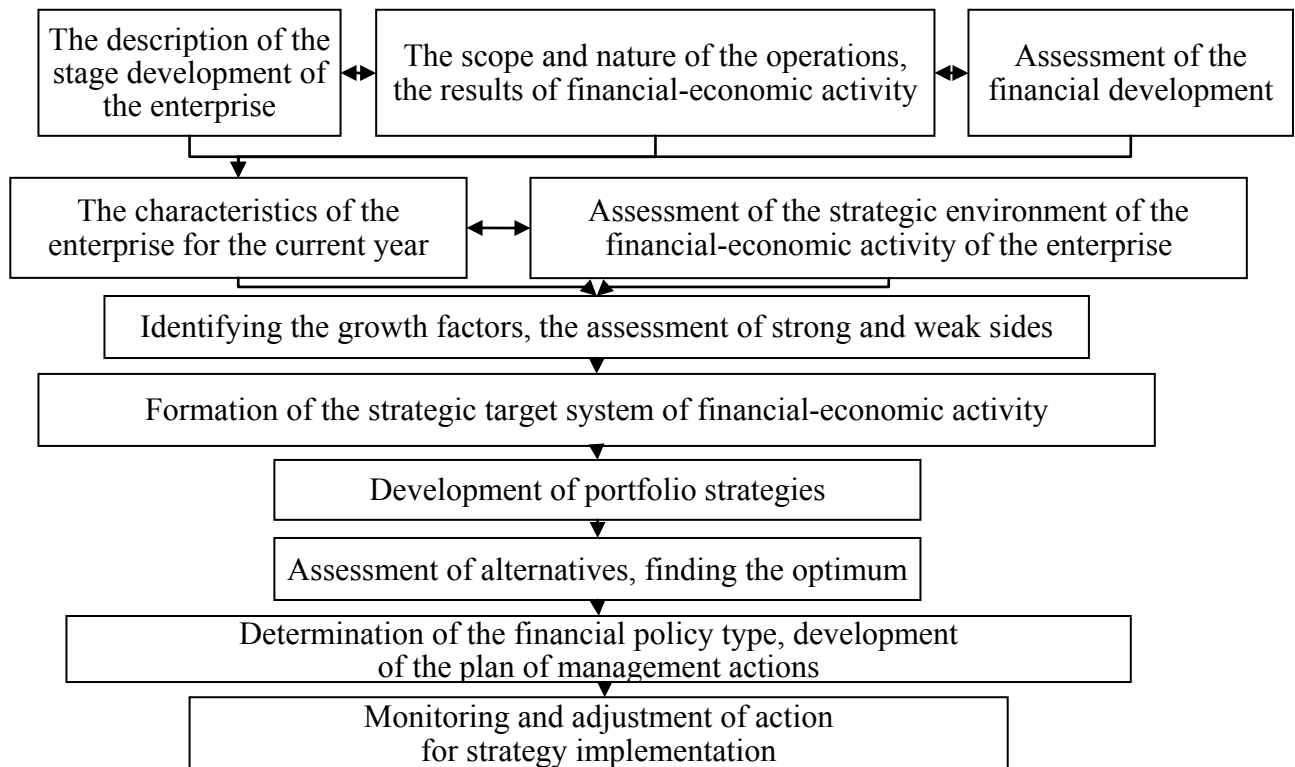 The description of the
stage development of
the enterprise
The scope and nature of the operations,
the results of financial-economic activity
Assessment of the
financial development
The characteristics of the
enterprise for the current year
Assessment of the strategic environment of the
financial-economic activity of the enterprise
Identifying the growth factors, the assessment of strong and weak sides
Formation of the strategic target system of financial-economic activity
Development of portfolio strategies
Assessment of alternatives, finding the optimum
Determination of the financial policy type, development
of the plan of management actions
Monitoring and adjustment of action
for strategy implementation